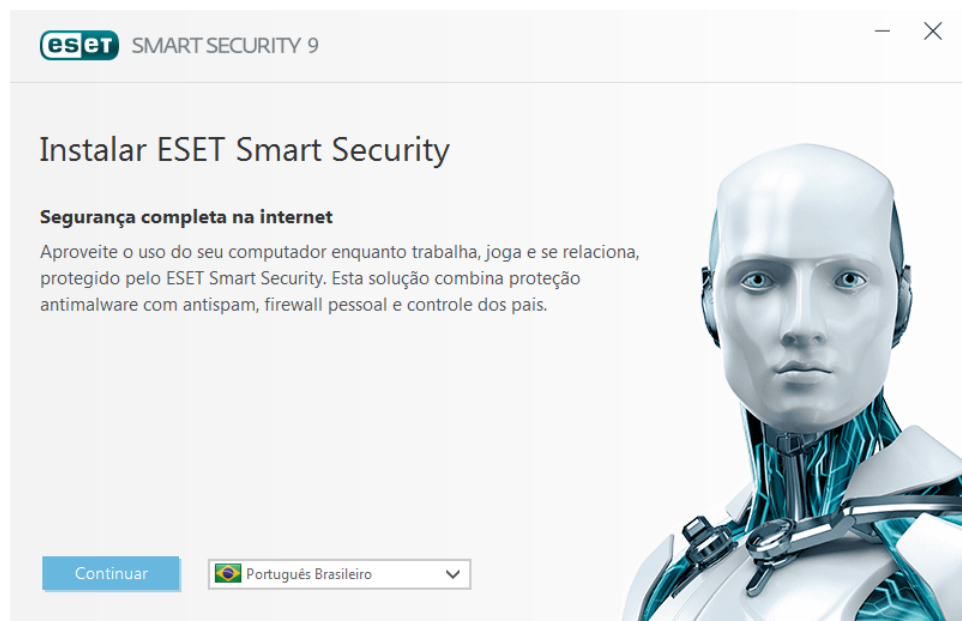 eseT SMART SECURITY 9
Instalar ESET Smart Security
Segurança completa na internet
Aproveite o uso do seu computador enquanto trabalha, joga e se relaciona,
protegido pelo ESET Smart Security. Esta solução combina proteção
antimalware com antispam, firewall pessoal e controle dos pais.
Continuar
Português Brasileiro